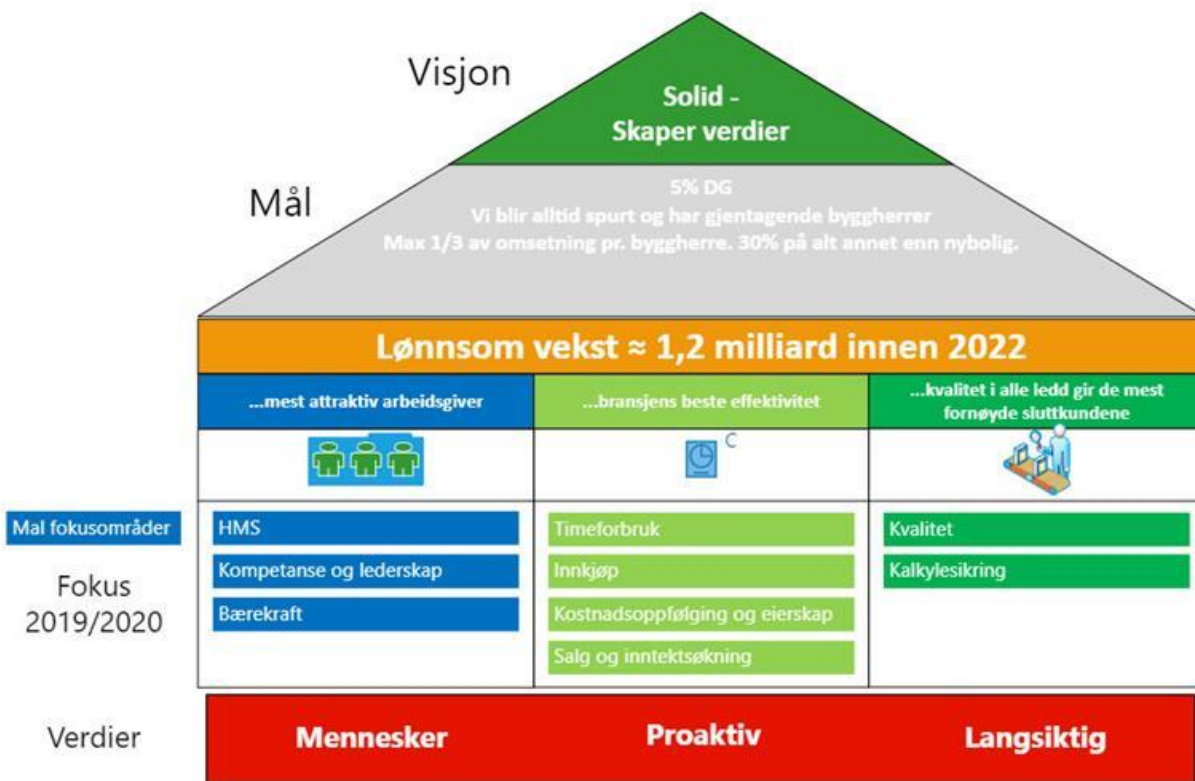 Visjon
Solid -
Skaper verdier
Mål
5% DG
Vi blir alltid spurt og har gjentagende byggherrer
Max 1/3 av omsetning pr. byggherre. 30% på alt annet enn nybolig.
Lønnsom vekst ≈ 1,2 milliard innen 2022
...mest attraktiv arbeidsgiver
...bransjens beste effektivitet
...kvalitet i alle ledd gir de mest
fornøyde sluttkundene
C
Mal fokusområder
Fokus
2019/2020
HMS
Kompetanse og lederskap
Bærekraft
Timeforbruk
Innkjøp
Kostnadsoppfølging og eierskap
Salg og inntektsøkning
Kvalitet
Kalkylesikring
Verdier
Mennesker
Proaktiv
Langsiktig